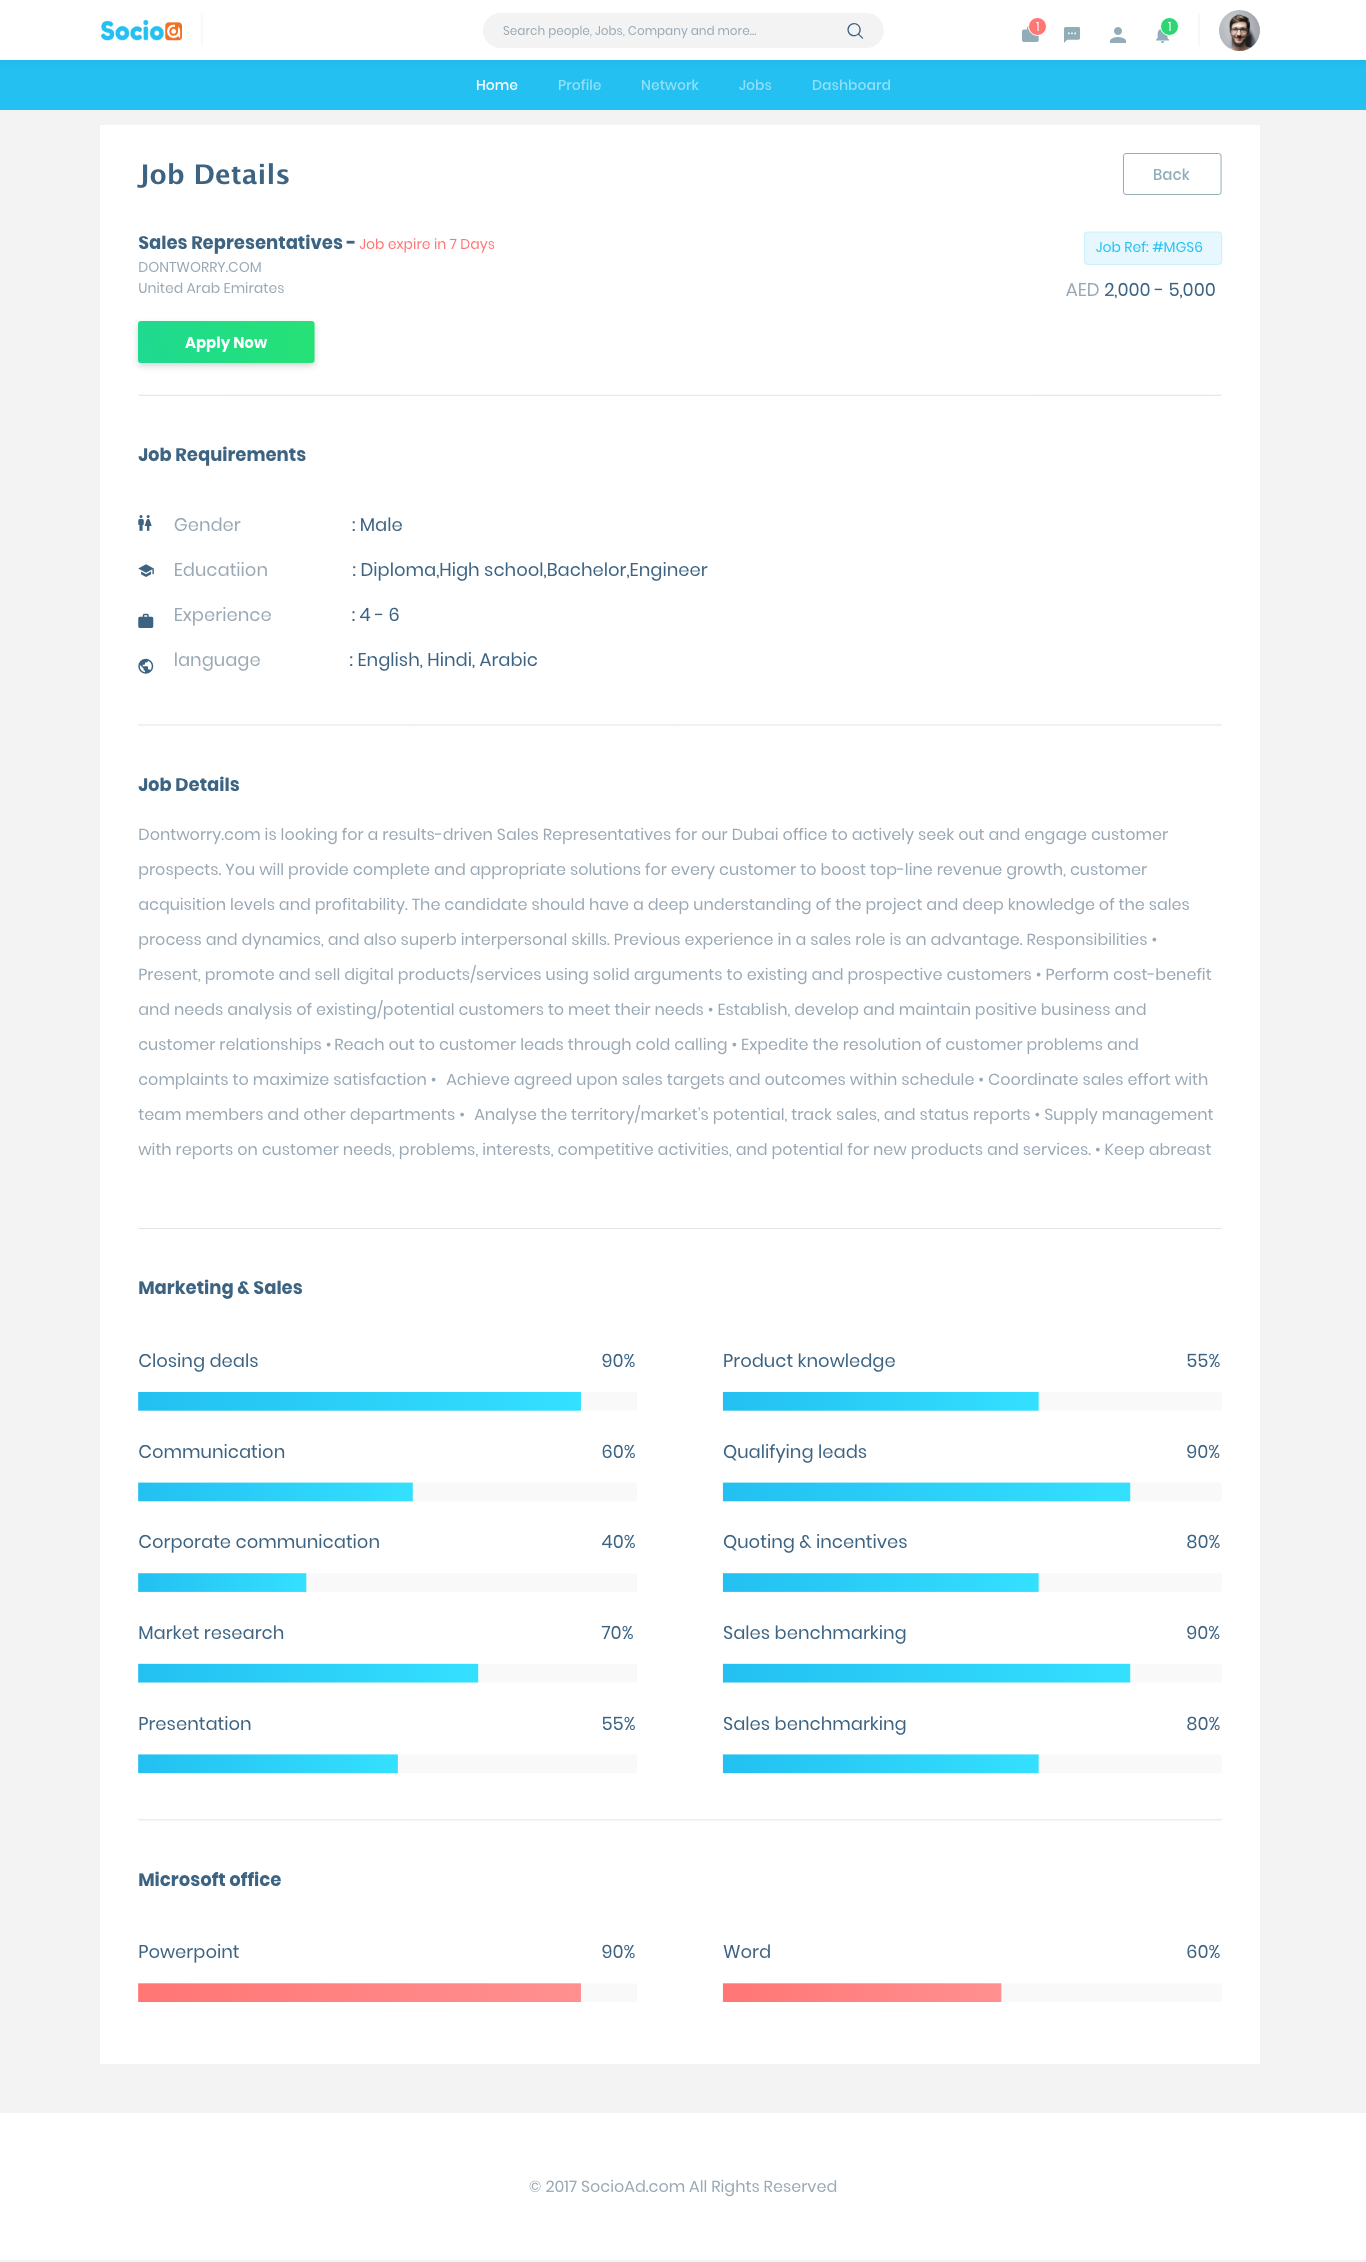 Socioa
Search people, Jobs, Company and more...
1
1
Home Profile Network Jobs Dashboard
Job Details
Back
Sales Representatives - Job expire in 7 Days
Job Ref: #MGS6
DONTWORRY.COM
United Arab Emirates
AED 2,000 - 5,000
Apply Now
Job Requirements
Gender : Male
Educatiion : Diploma,High school,Bachelor,Engineer
Experience : 4 - 6
language : English, Hindi, Arabic
Job Details
Dontworry.com is looking for a results-driven Sales Representatives for our Dubai office to actively seek out and engage customer
prospects. You will provide complete and appropriate solutions for every customer to boost top-line revenue growth, customer
acquisition levels and profitability. The candidate should have a deep understanding of the project and deep knowledge of the sales
process and dynamics, and also superb interpersonal skills. Previous experience in a sales role is an advantage. Responsibilities •
Present, promote and sell digital products/services using solid arguments to existing and prospective customers • Perform cost-benefit
and needs analysis of existing/potential customers to meet their needs • Establish, develop and maintain positive business and
customer relationships • Reach out to customer leads through cold calling • Expedite the resolution of customer problems and
complaints to maximize satisfaction • Achieve agreed upon sales targets and outcomes within schedule • Coordinate sales effort with
team members and other departments • Analyse the territory/market's potential, track sales, and status reports • Supply management
with reports on customer needs, problems, interests, competitive activities, and potential for new products and services. • Keep abreast
Marketing & Sales
Closing deals 90%
Product knowledge 55%
Communication 60%
Qualifying leads 90%
Corporate communication 40%
Quoting & incentives 80%
Market research 70%
Sales benchmarking 90%
Presentation 55%
Sales benchmarking 80%
Microsoft office
Powerpoint 90%
Word 60%
© 2017 SocioAd.com All Rights Reserved